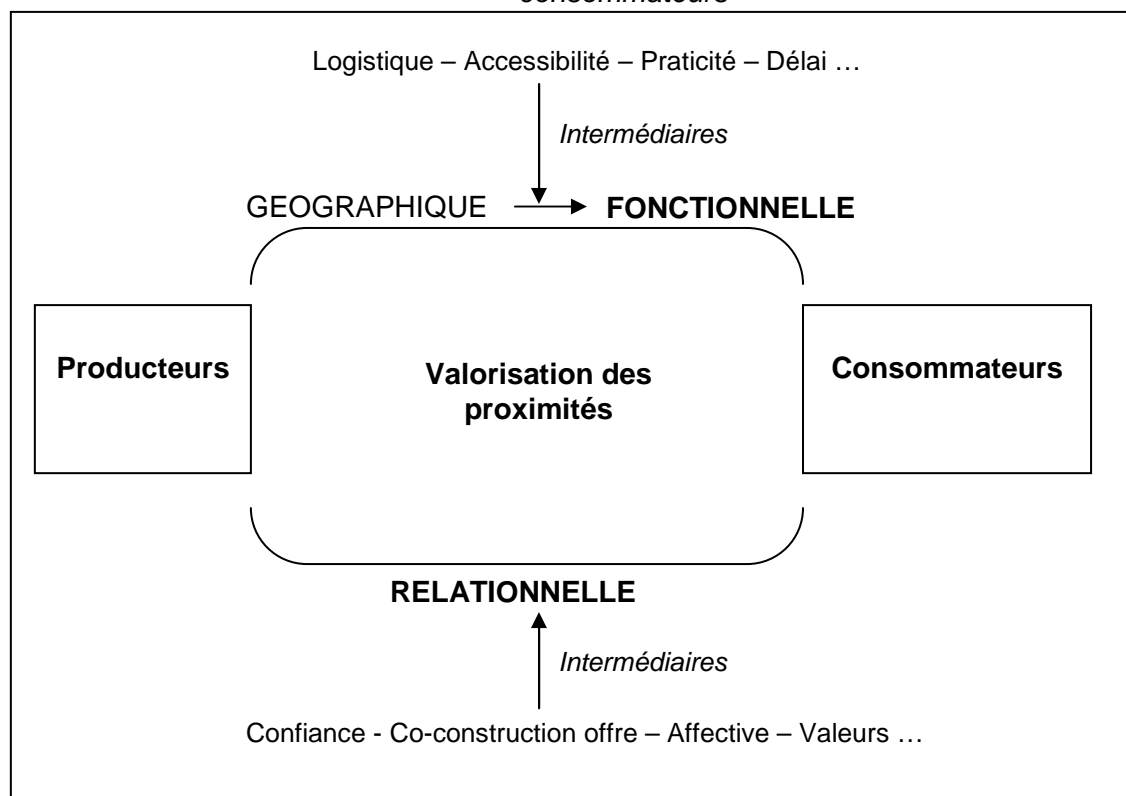 consommateurs
Logistique – Accessibilité – Praticité – Délai …
Intermédiaires
GEOGRAPHIQUE
FONCTIONNELLE
Producteurs
Valorisation des
proximités
Consommateurs
RELATIONNELLE
Intermédiaires
Confiance - Co-construction offre – Affective – Valeurs …